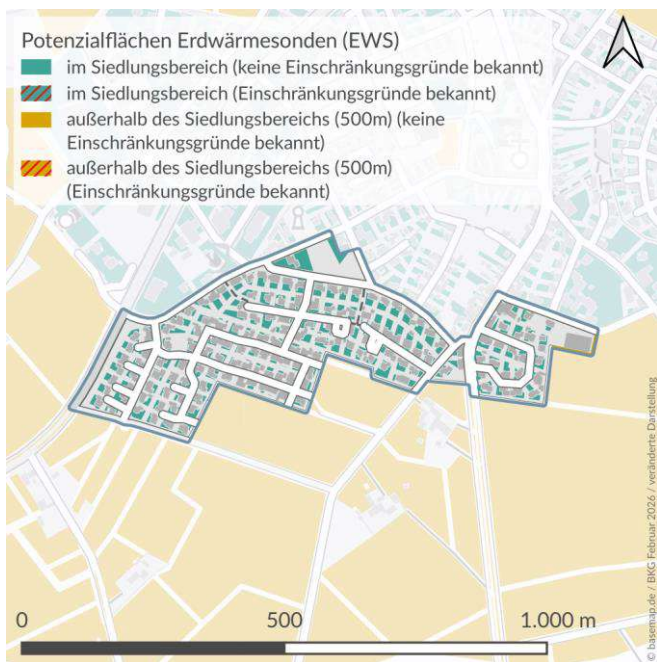 Potenzialflächen Erdwärmesonden (EWS)
im Siedlungsbereich (keine Einschränkungsgründe bekannt)
im Siedlungsbereich (Einschränkungsgründe bekannt)
außerhalb des Siedlungsbereichs (500m) (keine
Einschränkungsgründe bekannt)
außerhalb des Siedlungsbereichs (500m)
(Einschränkungsgründe bekannt)
© basemap.de / BKG Februar 2026 / veränderte Darstellung
0 500 1.000 m